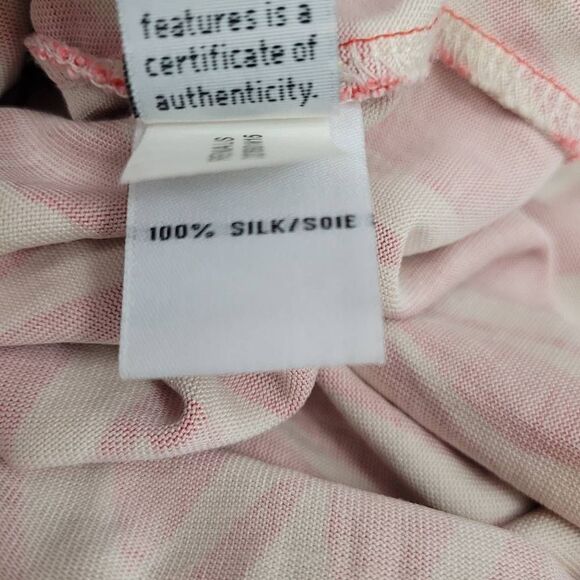 features is a
certificate of
authenticity.
100% SILK/SOIE